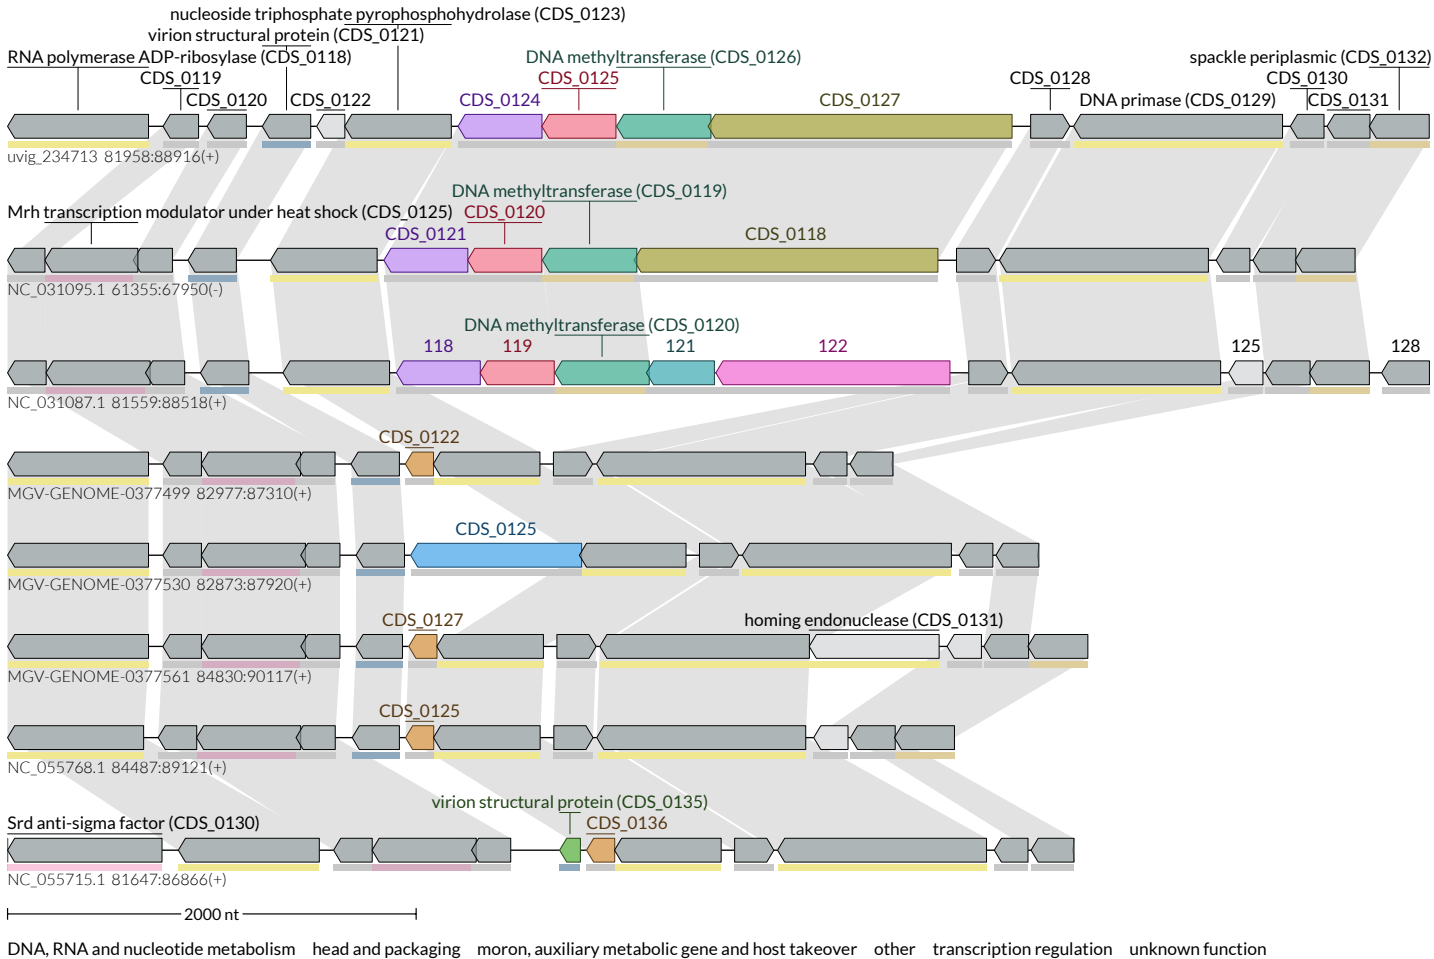 nucleoside triphosphate pyrophosphohydrolase (CDS_0123)
virion structural protein (CDS_0121)
RNA polymerase ADP-ribosylase (CDS_0118)
DNA methyltransferase (CDS_0126)
spackle periplasmic (CDS_0132)
CDS_0119
CDS_0125
CDS_0128
CDS_0130
CDS_0120
CDS_0122
CDS_0124
CDS_0127
DNA primase (CDS_0129)
CDS_0131
uvig_234713 81958:88916(+)
DNA methyltransferase (CDS_0119)
Mrh transcription modulator under heat shock (CDS_0125)
CDS_0120
CDS_0121
CDS_0118
NC_031095.1 61355:67950(-)
DNA methyltransferase (CDS_0120)
118
119
121
122
125
128
NC_031087.1 81559:88518(+)
CDS_0122
MGV-GENOME-0377499 82977:87310(+)
CDS_0125
MGV-GENOME-0377530 82873:87920(+)
CDS_0127
homing endonuclease (CDS_0131)
MGV-GENOME-0377561 84830:90117(+)
CDS_0125
NC_055768.1 84487:89121(+)
virion structural protein (CDS_0135)
Srd anti-sigma factor (CDS_0130)
CDS_0136
NC_055715.1 81647:86866(+)
2000 nt
DNA, RNA and nucleotide metabolism head and packaging moron, auxiliary metabolic gene and host takeover other transcription regulation unknown function